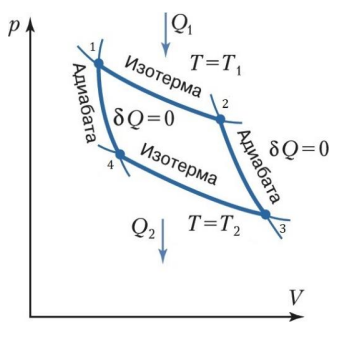 p
Q₁
1
Изотерма
T=T₁
Адиабата
δQ=0
2
Адиабата
δQ=0
4
Изотерма
Q₂
T=T₂
3
V